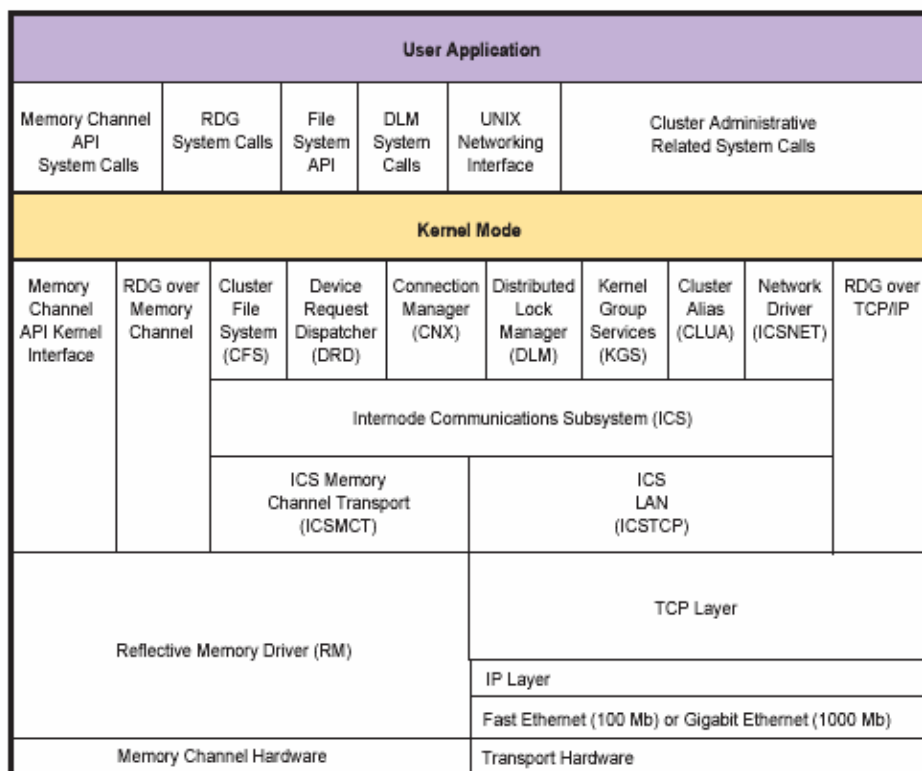 User Application
Memory Channel
API
System Calls
RDG
System Calls
File
System
API
DLM
System
Calls
UNIX
Networking
Interface
Cluster Administrative
Related System Calls
Kernel Mode
Memory
Channel
API Kernel
Interface
RDG over
Memory
Channel
Cluster
File
System
(CFS)
Device
Request
Dispatcher
(DRD)
Connection
Manager
(CNX)
Distributed
Lock
Manager
(DLM)
Kernel
Group
Services
(KGS)
Cluster
Alias
(CLUA)
Network
Driver
(ICSNET)
RDG over
TCP/IP
Internode Communications Subsystem (ICS)
ICS Memory
Channel Transport
(ICSMCT)
ICS
LAN
(ICSTCP)
Reflective Memory Driver (RM)
TCP Layer
IP Layer
Fast Ethernet (100 Mb) or Gigabit Ethernet (1000 Mb)
Memory Channel Hardware
Transport Hardware